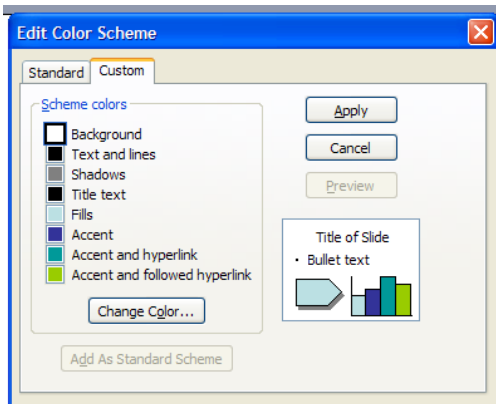 Edit Color Scheme
Standard Custom
Scheme colors
Background
Text and lines
Shadows
Title text
Fills
Accent
Accent and hyperlink
Accent and followed hyperlink
Change Color...
Add As Standard Scheme
Apply
Cancel
Preview
Title of Slide
• Bullet text